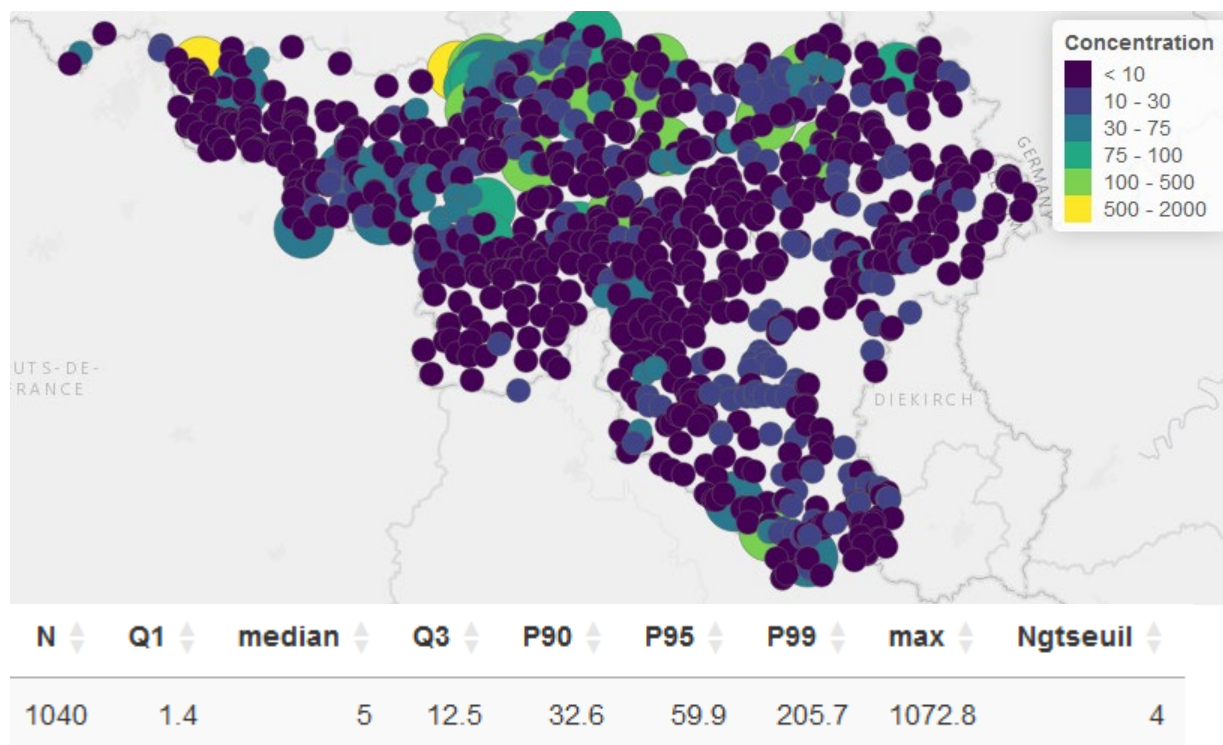 Concentration
< 10
10 - 30
30 - 75
75 - 100
100 - 500
500 - 2000
GERMANY
UTS-DE-
RANCE
DIEKIRCH
N Q1 median Q3 P90 P95 P99 max Ngtseuil
1040 1.4 5 12.5 32.6 59.9 205.7 1072.8 4